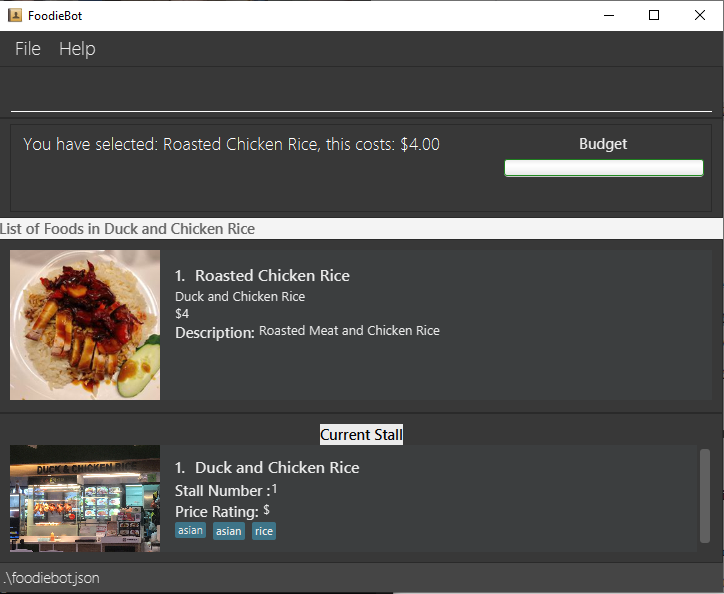 FoodieBot
File Help
You have selected: Roasted Chicken Rice, this costs: $4.00
Budget
List of Foods in Duck and Chicken Rice
1. Roasted Chicken Rice
Duck and Chicken Rice
$4
Description: Roasted Meat and Chicken Rice
Current Stall
DUCK & CHICKEN RICE
1. Duck and Chicken Rice
Stall Number :1
Price Rating: $
asian asian rice
.\foodiebot.json